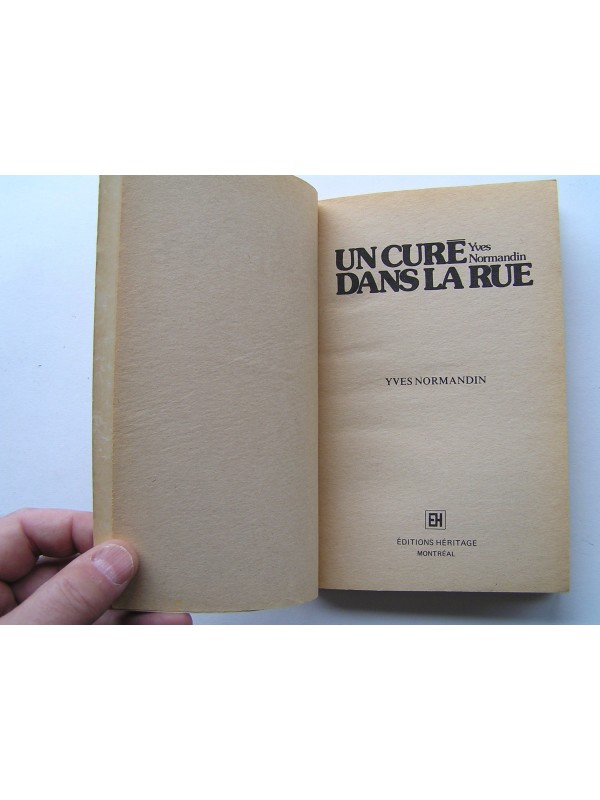 UN CURÉ Yves
Normandin
DANS LA RUE
YVES NORMANDIN
EH
ÉDITIONS HÉRITAGE
MONTRÉAL